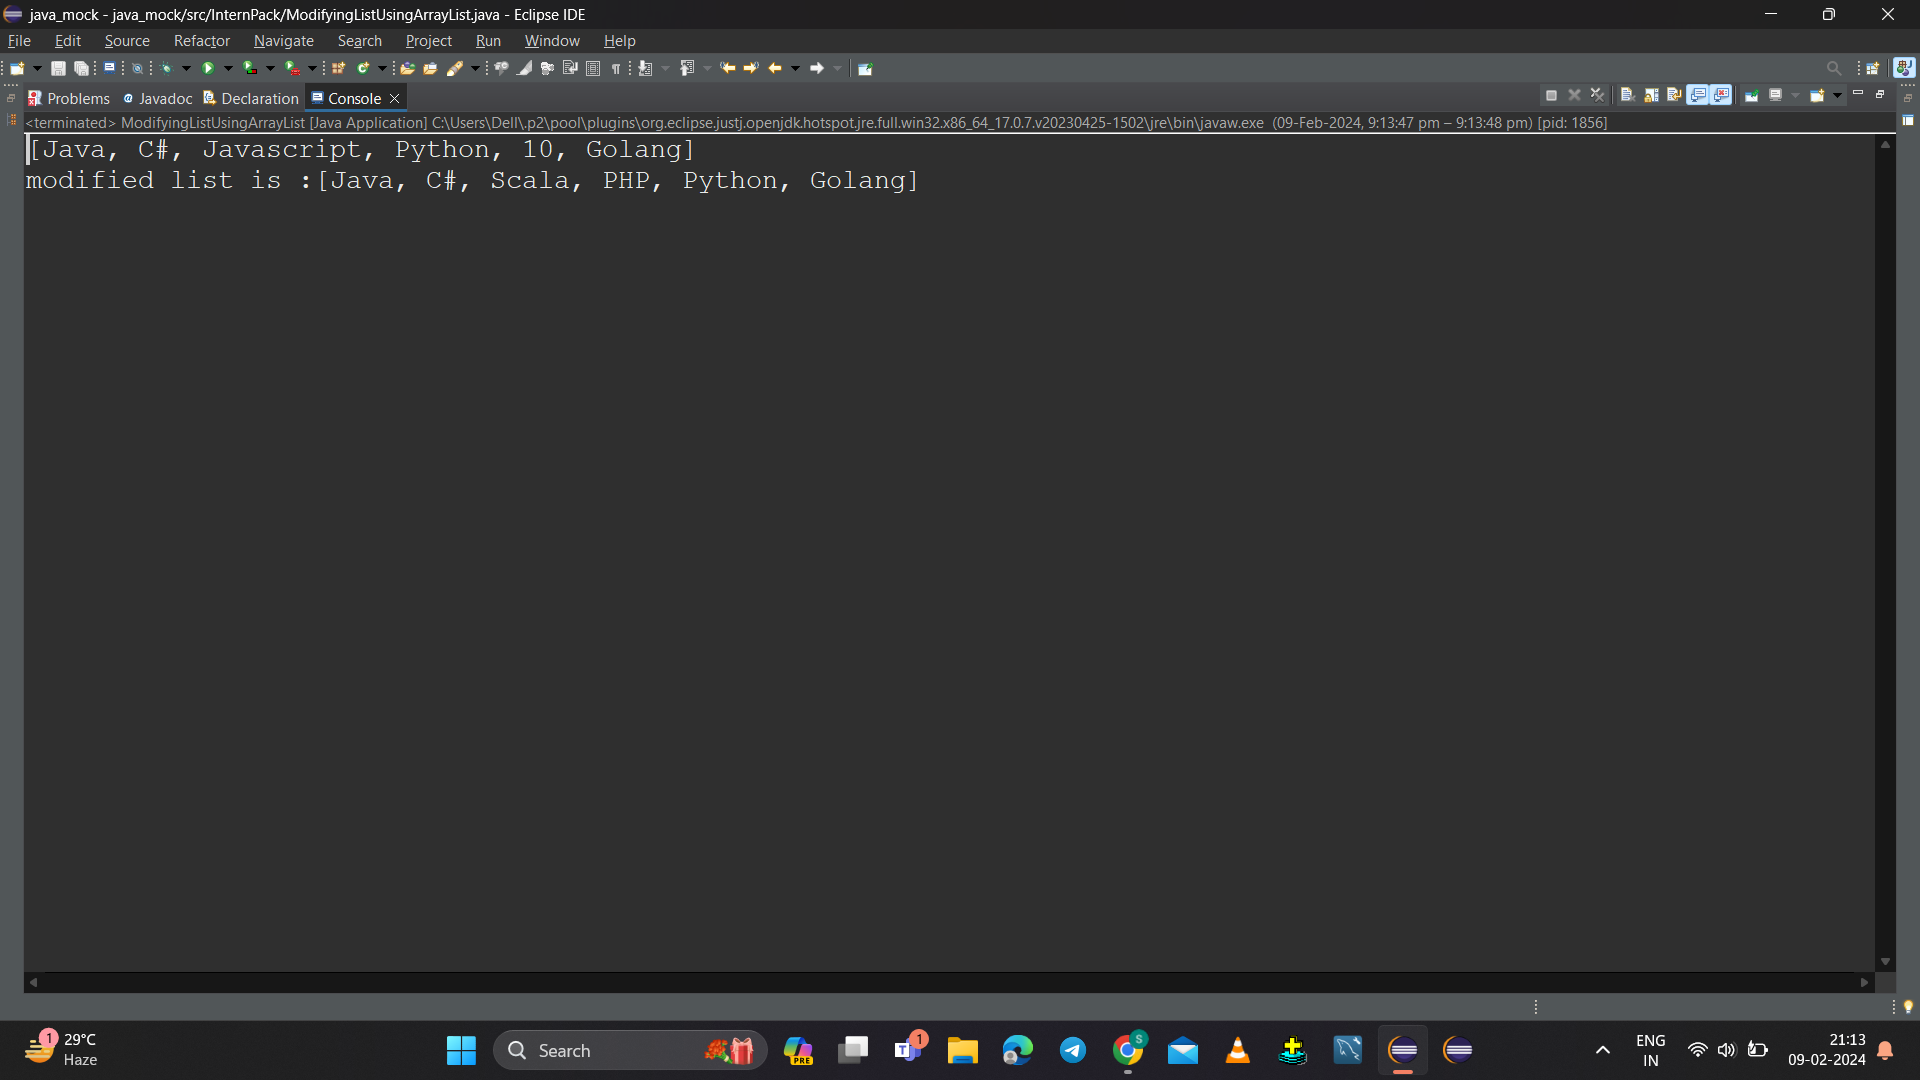 java_mock - java_mock/src/InternPack/ModifyingListUsingArrayList.java - Eclipse IDE
File Edit Source Refactor Navigate Search Project Run Window Help
Problems Javadoc Declaration Console
<terminated> ModifyingListUsingArrayList [Java Application] C:\Users\Dell\.p2\pool\plugins\org.eclipse.justj.openjdk.hotspot.jre.full.win32.x86_64_17.0.7.v20230425-1502\jre\bin\javaw.exe (09-Feb-2024, 9:13:47 pm – 9:13:48 pm) [pid: 1856]
[Java, C#, Javascript, Python, 10, Golang]
modified list is :[Java, C#, Scala, PHP, Python, Golang]
1
29°C
Haze
Search
PRE
1
S
ENG
IN
21:13
09-02-2024